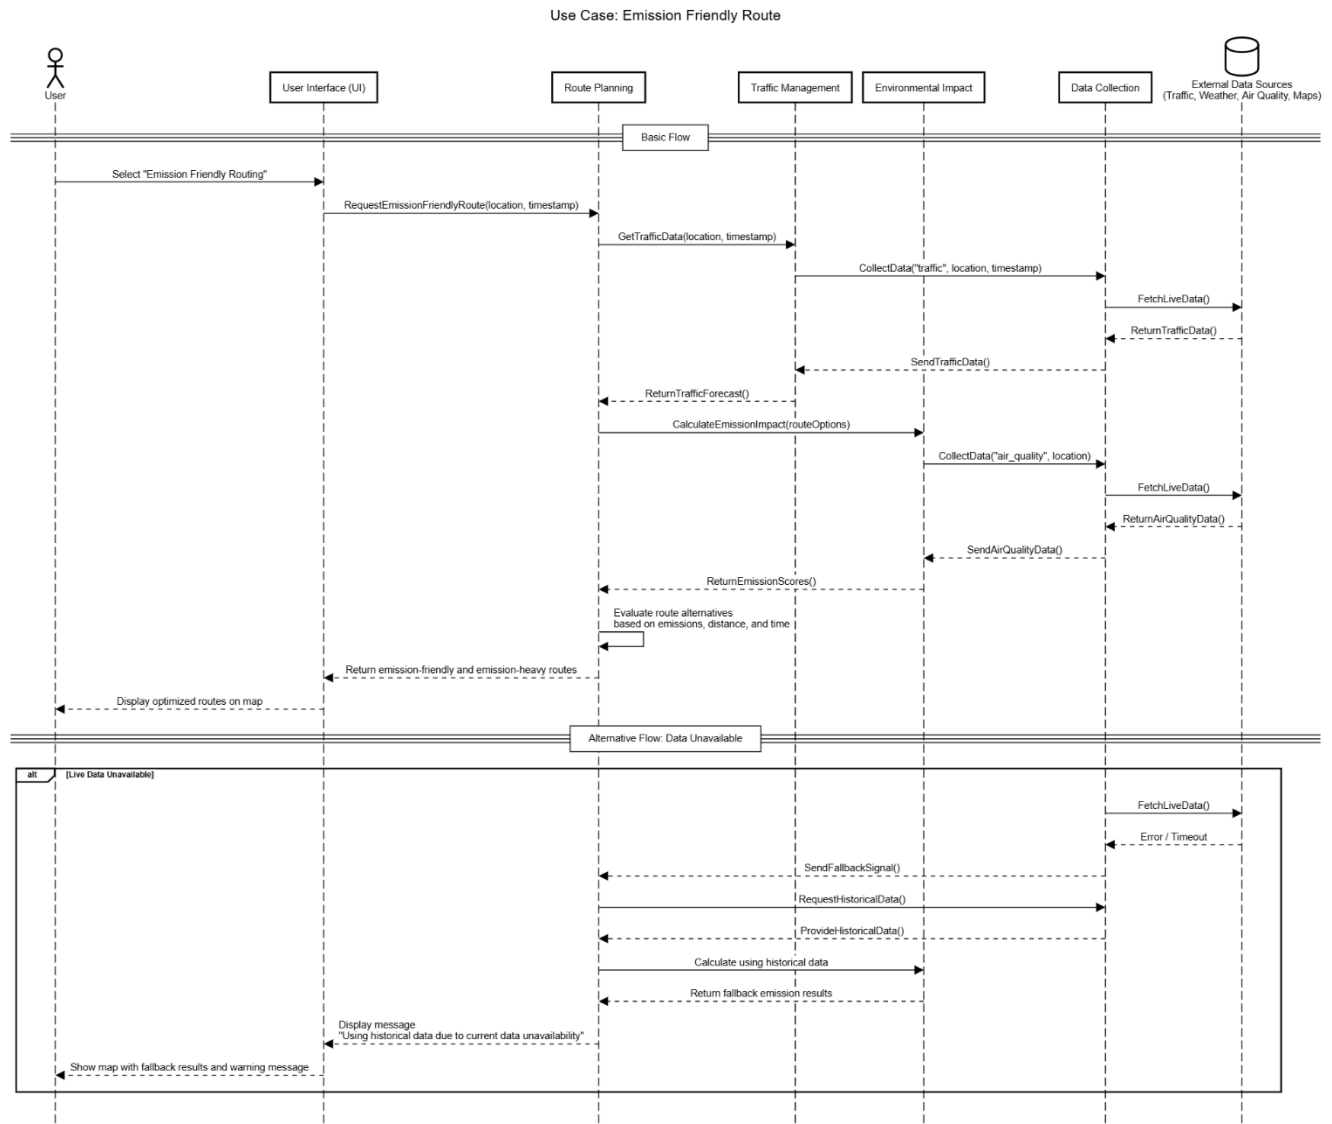 Use Case: Emission Friendly Route
User
User Interface (UI)
Route Planning
Traffic Management
Environmental Impact
Data Collection
External Data Sources
(Traffic, Weather, Air Quality, Maps)
Basic Flow
Select "Emission Friendly Routing"
RequestEmissionFriendlyRoute(location, timestamp)
GetTrafficData(location, timestamp)
CollectData("traffic", location, timestamp)
FetchLiveData()
ReturnTrafficData()
SendTrafficData()
ReturnTrafficForecast()
CalculateEmissionImpact(routeOptions)
CollectData("air_quality", location)
FetchLiveData()
ReturnAirQualityData()
SendAirQualityData()
ReturnEmissionScores()
Evaluate route alternatives
based on emissions, distance, and time
Return emission-friendly and emission-heavy routes
Display optimized routes on map
Alternative Flow: Data Unavailable
alt
[Live Data Unavailable]
FetchLiveData()
Error / Timeout
SendFallbackSignal()
RequestHistoricalData()
ProvideHistoricalData()
Calculate using historical data
Return fallback emission results
Display message
"Using historical data due to current data unavailability"
Show map with fallback results and warning message